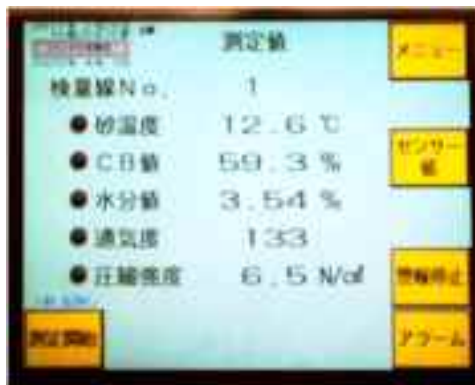 測定値
メニュー
検量線No. 1
砂温度 12.6 ℃
CB値 59.3 %
センサー
値
水分値 3.54 %
通気度 133
圧縮強度 6.5 N/c㎡
警報停止
測定開始
アラーム